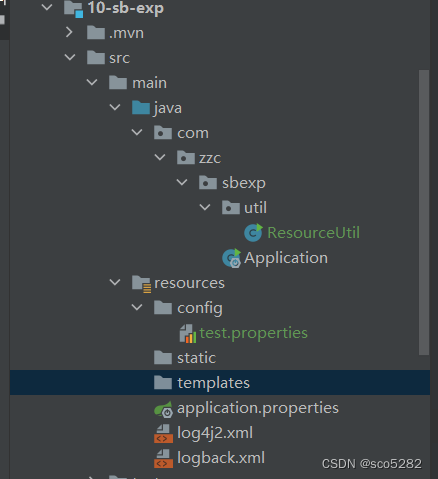 10-sb-exp
.mvn
src
main
java
com
zzc
sbexp
util
ResourceUtil
Application
resources
config
test.properties
static
templates
application.properties
log4j2.xml
logback.xml
CSDN @sco5282